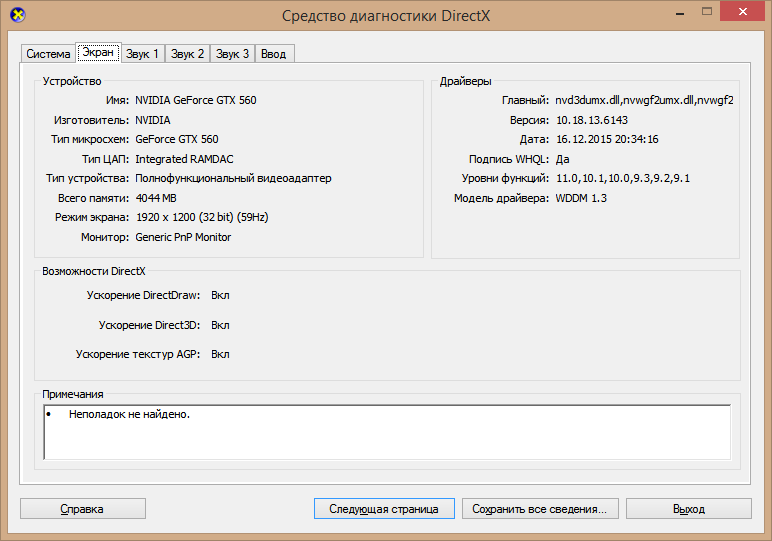 Средство диагностики DirectX
Система Экран Звук 1 Звук 2 Звук 3 Ввод
Устройство
Имя: NVIDIA GeForce GTX 560
Изготовитель: NVIDIA
Тип микросхем: GeForce GTX 560
Тип ЦАП: Integrated RAMDAC
Тип устройства: Полнофункциональный видеоадаптер
Всего памяти: 4044 MB
Режим экрана: 1920 x 1200 (32 bit) (59Hz)
Монитор: Generic PnP Monitor
Драйверы
Главный: nvd3dumx.dll,nvwgf2umx.dll,nvwgf2
Версия: 10.18.13.6143
Дата: 16.12.2015 20:34:16
Подпись WHQL: Да
Уровни функций: 11.0,10.1,10.0,9.3,9.2,9.1
Модель драйвера: WDDM 1.3
Возможности DirectX
Ускорение DirectDraw: Вкл
Ускорение Direct3D: Вкл
Ускорение текстур AGP: Вкл
Примечания
• Неполадок не найдено.
Справка Следующая страница Сохранить все сведения... Выход